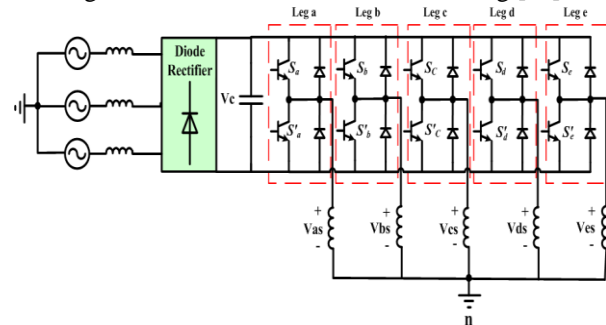 Leg a Leg b Leg c Leg d Leg e
Diode
Rectifier
Vc
Sa Sb SC Sd Se
S'a S'b S'C S'd S'e
+ + + + +
Vas Vbs Vcs Vds Ves
- - - - -
n